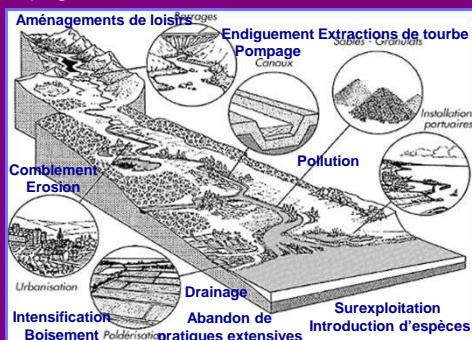 Aménagements de loisirs
Barrages
Endiguement Extractions de tourbe
Pompage
Sables - Granulats
Canaux
Installation
portuaires
Pollution
Comblement
Erosion
Urbanisation
Drainage
Intensification
Boisement
Poldérisation
Abandon de
pratiques extensives
Surexploitation
Introduction d'espèces